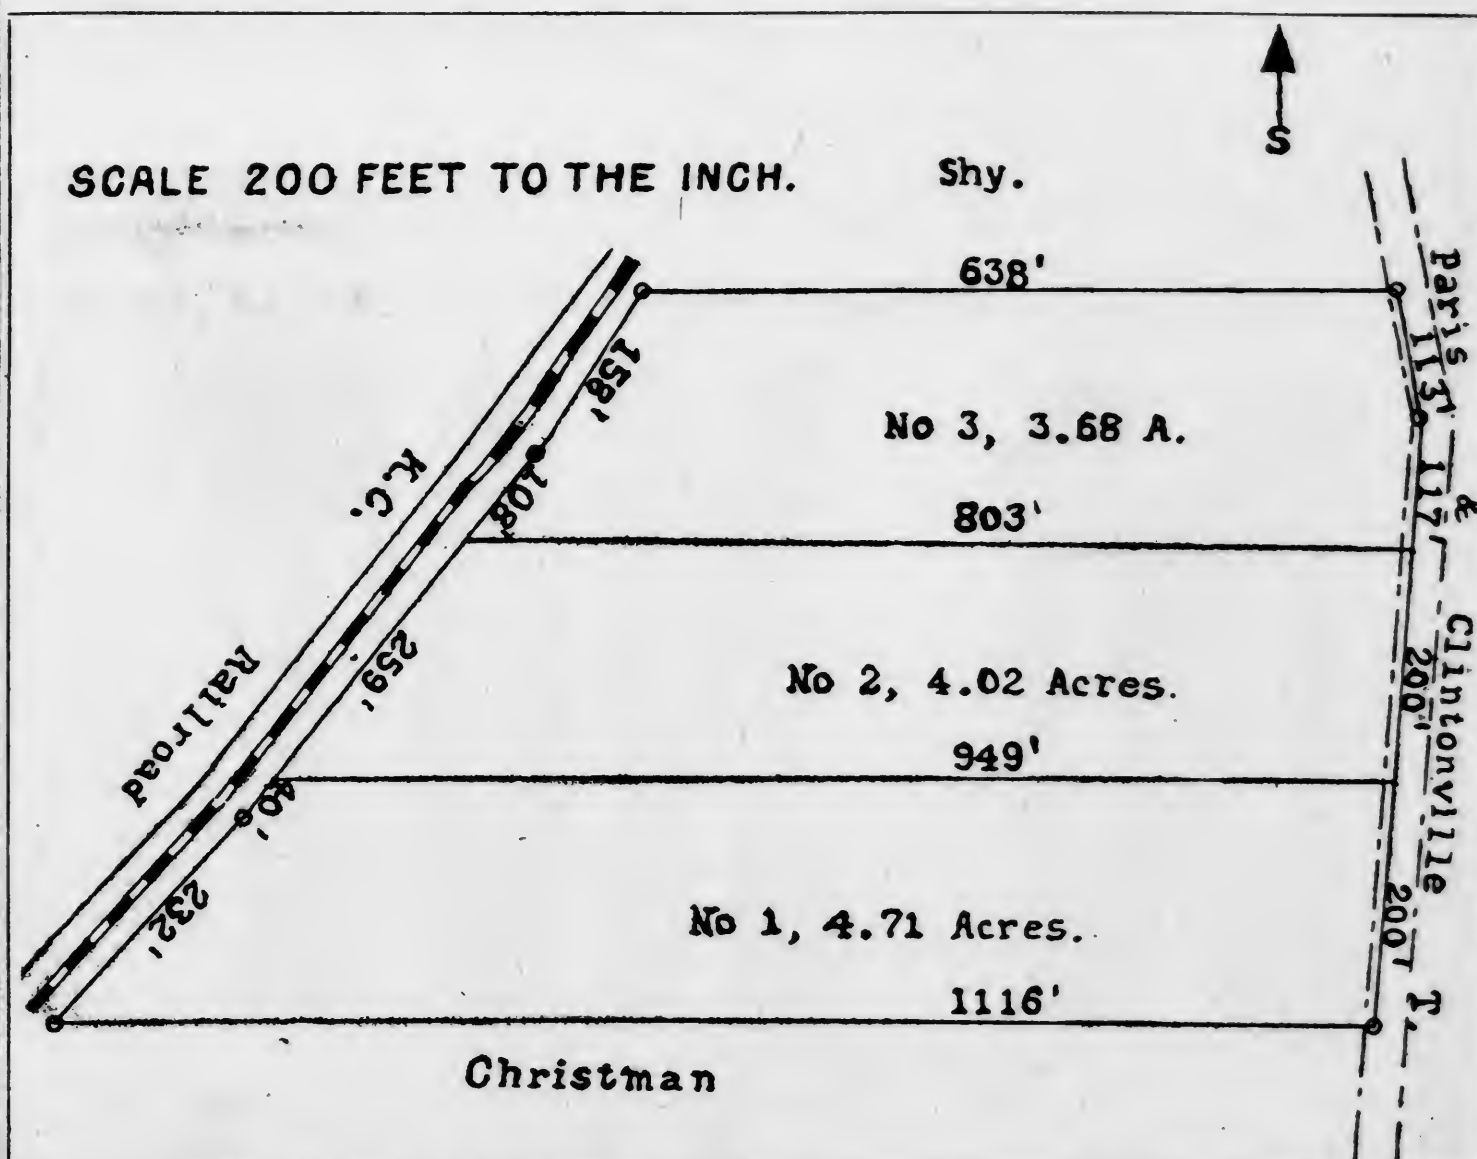 S
SCALE 200 FEET TO THE INCH.
Shy.
638'
158'
No 3, 3.68 A.
108'
803'
K.C.
Railroad
259'
No 2, 4.02 Acres.
949'
40'
232'
No 1, 4.71 Acres.
1116'
Christman
Paris & Clintonville T.
113'
117'
200'
200'